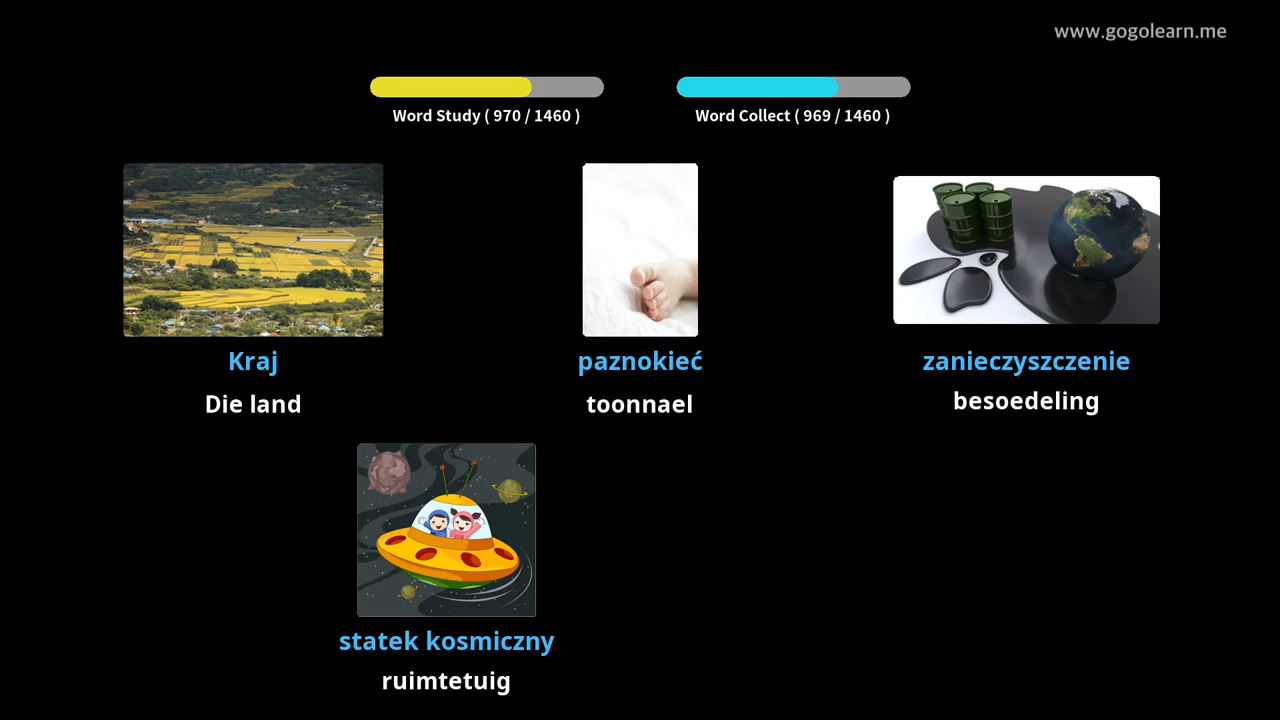 www.gogolearn.me
Word Study ( 970 / 1460 )
Word Collect ( 969 / 1460 )
Kraj
Die land
paznokieć
toonnael
zanieczyszczenie
besoedeling
statek kosmiczny
ruimtetuig